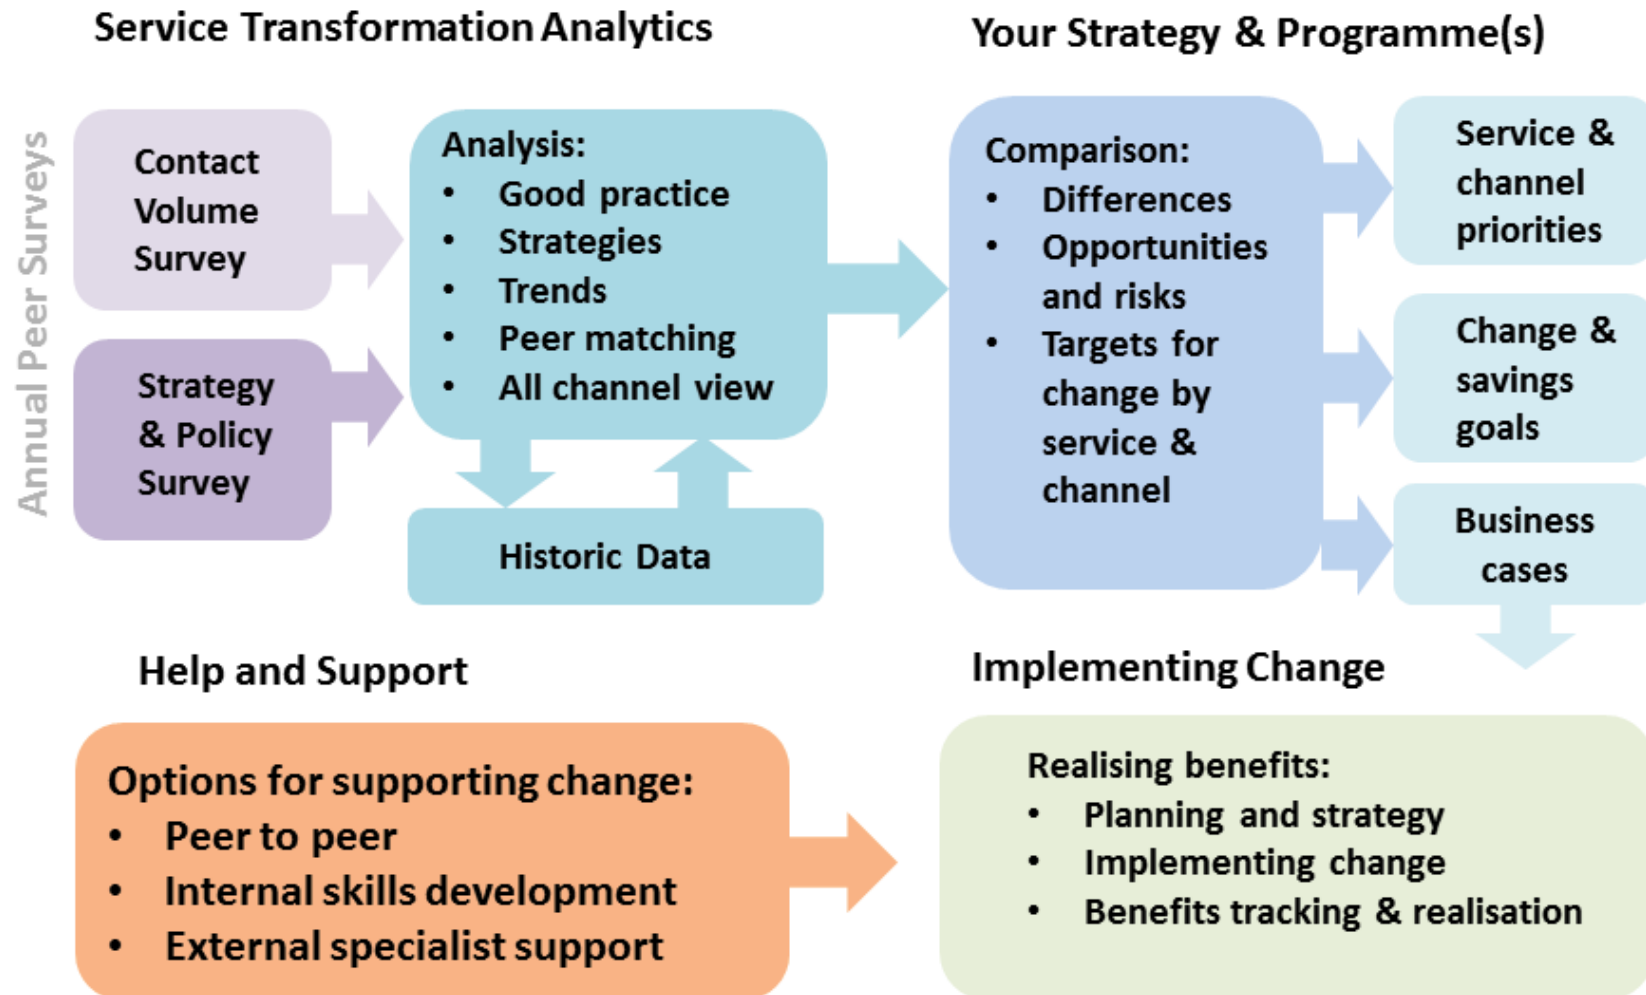 Service Transformation Analytics
Your Strategy & Programme(s)
Annual Peer Surveys
Contact
Volume
Survey
Strategy
& Policy
Survey
Analysis:
• Good practice
• Strategies
• Trends
• Peer matching
• All channel view
Historic Data
Comparison:
• Differences
• Opportunities
and risks
• Targets for
change by
service &
channel
Service &
channel
priorities
Change &
savings
goals
Business
cases
Help and Support
Options for supporting change:
• Peer to peer
• Internal skills development
• External specialist support
Implementing Change
Realising benefits:
• Planning and strategy
• Implementing change
• Benefits tracking & realisation